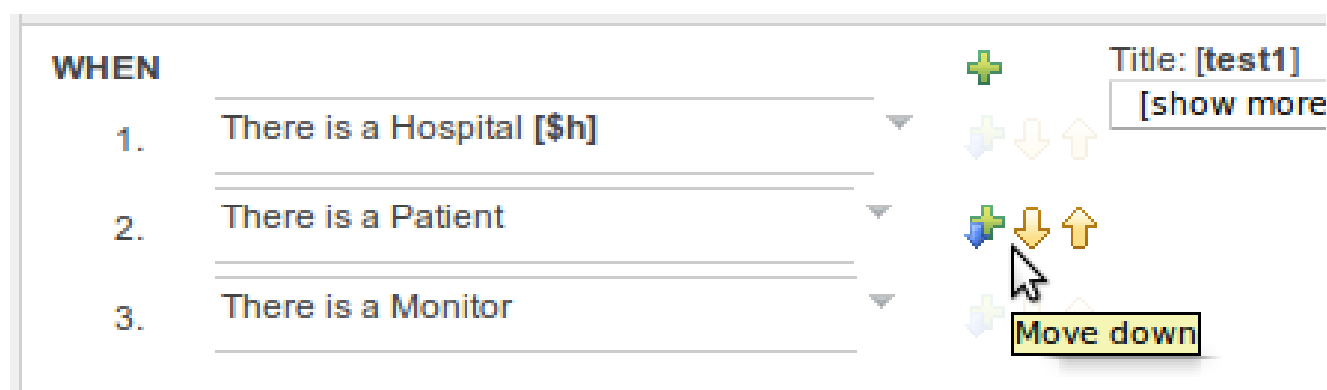 WHEN
Title: [test1]
[show more
1. There is a Hospital [$h]
2. There is a Patient
3. There is a Monitor
Move down